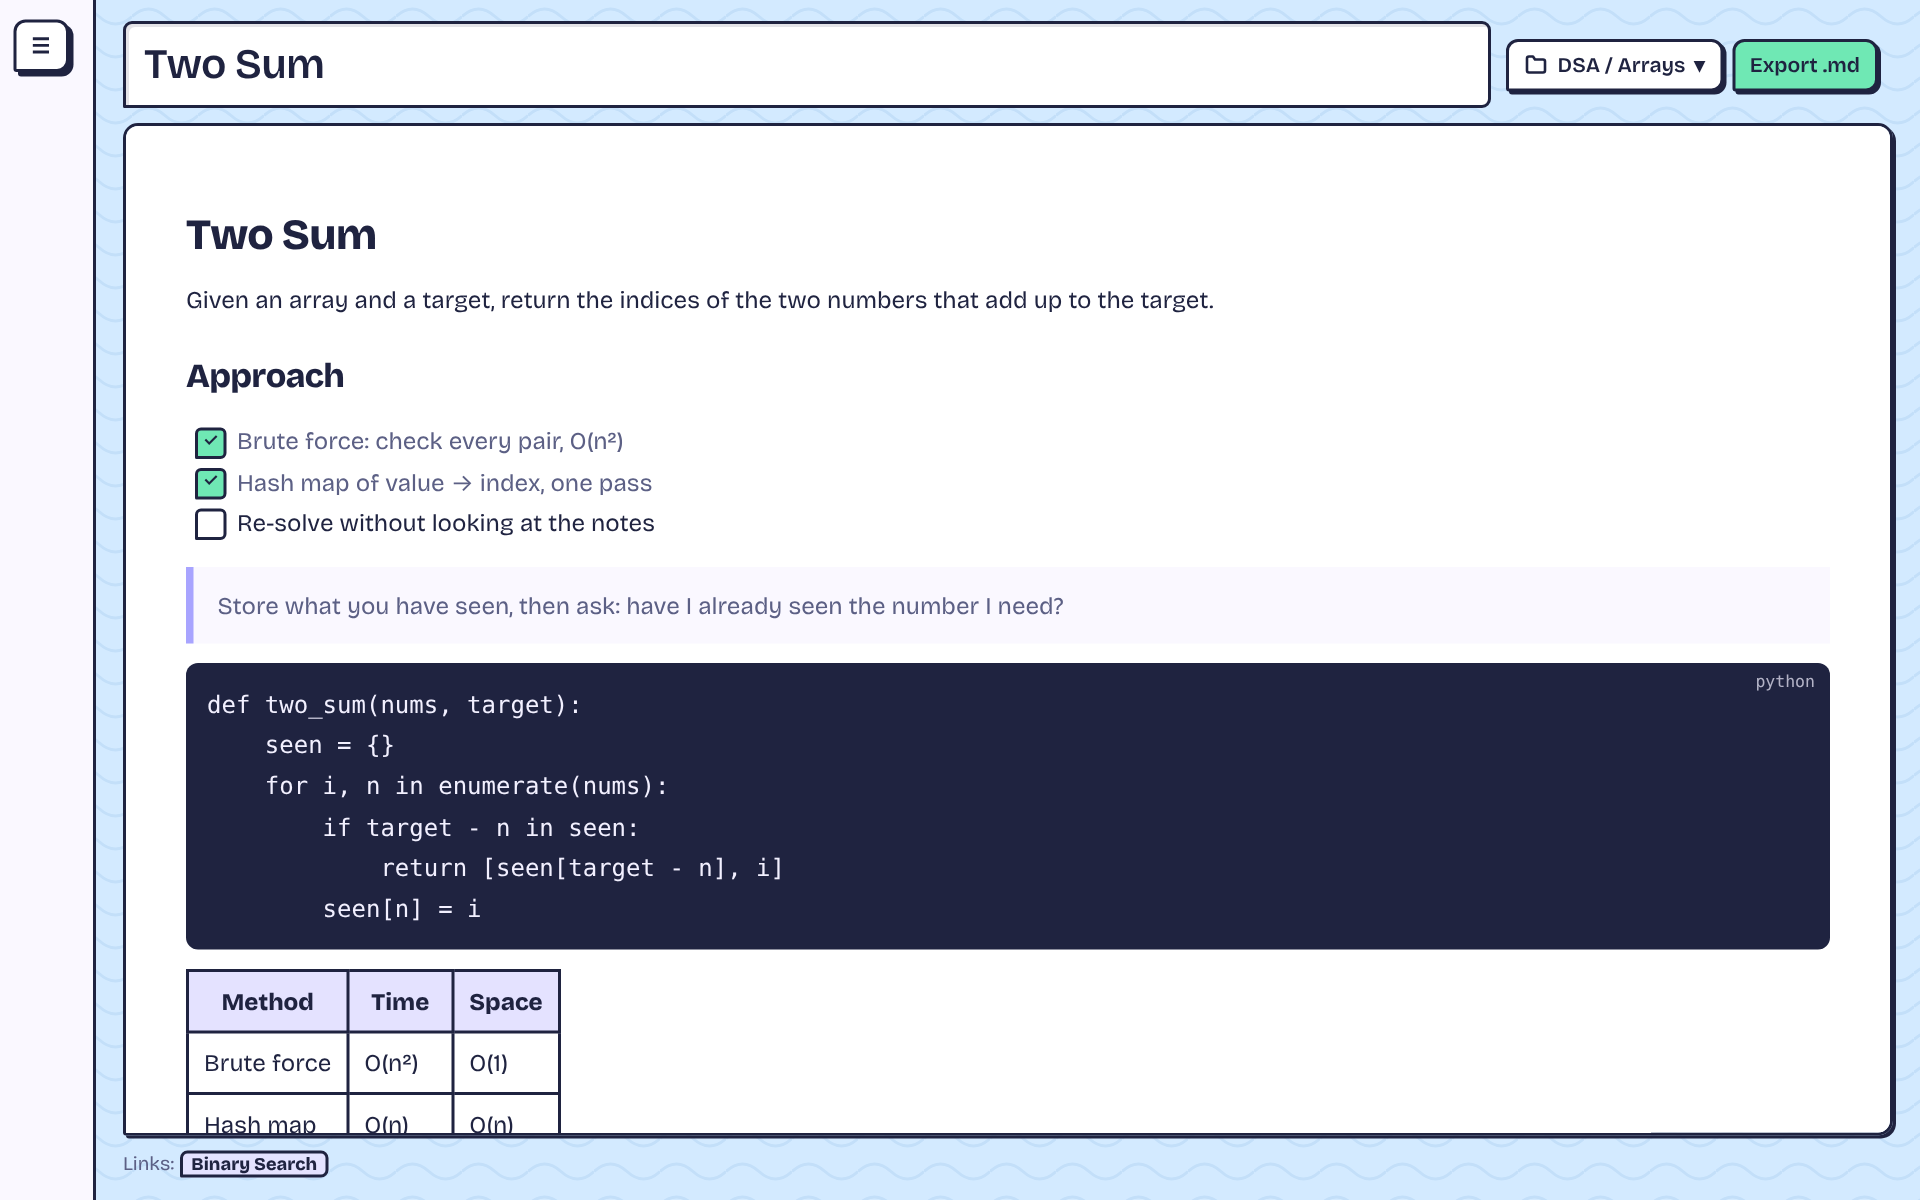 Two Sum
DSA / Arrays ▼
Export .md
Two Sum
Given an array and a target, return the indices of the two numbers that add up to the target.
Approach
Brute force: check every pair, O(n²)
Hash map of value → index, one pass
Re-solve without looking at the notes
Store what you have seen, then ask: have I already seen the number I need?
python
def two_sum(nums, target):
    seen = {}
    for i, n in enumerate(nums):
        if target - n in seen:
            return [seen[target - n], i]
        seen[n] = i
Method Time Space
Brute force O(n²) O(1)
Hash map O(n) O(n)
Links: Binary Search